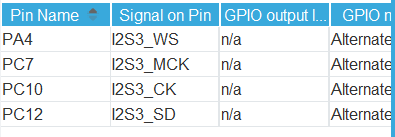 Pin Name Signal on Pin GPIO output l... GPIO
PA4 I2S3_WS n/a Alternate
PC7 I2S3_MCK n/a Alternate
PC10 I2S3_CK n/a Alternate
PC12 I2S3_SD n/a Alternate